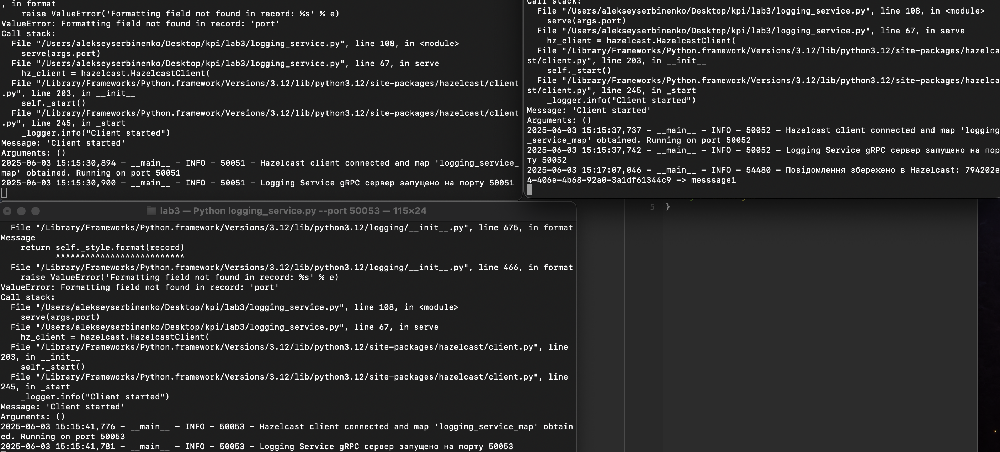 , in format
    raise ValueError('Formatting field not found in record: %s' % e)
ValueError: Formatting field not found in record: 'port'
Call stack:
  File "/Users/alekseyserbinenko/Desktop/kpi/lab3/logging_service.py", line 108, in <module>
    serve(args.port)
  File "/Users/alekseyserbinenko/Desktop/kpi/lab3/logging_service.py", line 67, in serve
    hz_client = hazelcast.HazelcastClient(
  File "/Library/Frameworks/Python.framework/Versions/3.12/lib/python3.12/site-packages/hazelcast/client
.py", line 203, in __init__
    self._start()
  File "/Library/Frameworks/Python.framework/Versions/3.12/lib/python3.12/site-packages/hazelcast/client
.py", line 245, in _start
    _logger.info("Client started")
Message: 'Client started'
Arguments: ()
2025-06-03 15:15:30,894 - __main__ - INFO - 50051 - Hazelcast client connected and map 'logging_service_
map' obtained. Running on port 50051
2025-06-03 15:15:30,900 - __main__ - INFO - 50051 - Logging Service gRPC сервер запущено на порту 50051
Call stack:
  File "/Users/alekseyserbinenko/Desktop/kpi/lab3/logging_service.py", line 108, in <module>
    serve(args.port)
  File "/Users/alekseyserbinenko/Desktop/kpi/lab3/logging_service.py", line 67, in serve
    hz_client = hazelcast.HazelcastClient(
  File "/Library/Frameworks/Python.framework/Versions/3.12/lib/python3.12/site-packages/hazelca
st/client.py", line 203, in __init__
    self._start()
  File "/Library/Frameworks/Python.framework/Versions/3.12/lib/python3.12/site-packages/hazelca
st/client.py", line 245, in _start
    _logger.info("Client started")
Message: 'Client started'
Arguments: ()
2025-06-03 15:15:37,737 - __main__ - INFO - 50052 - Hazelcast client connected and map 'logging
_service_map' obtained. Running on port 50052
2025-06-03 15:15:37,742 - __main__ - INFO - 50052 - Logging Service gRPC сервер запущено на пор
ту 50052
2025-06-03 15:17:07,046 - __main__ - INFO - 54480 - Повідомлення збережено в Hazelcast: 794202e
4-406e-4b68-92a0-3a1df61344c9 -> messsage1
5 }
lab3 — Python logging_service.py --port 50053 — 115×24
  File "/Library/Frameworks/Python.framework/Versions/3.12/lib/python3.12/logging/__init__.py", line 675, in format
Message
    return self._style.format(record)
           ^^^^^^^^^^^^^^^^^^^^^^^^^^
  File "/Library/Frameworks/Python.framework/Versions/3.12/lib/python3.12/logging/__init__.py", line 466, in format
    raise ValueError('Formatting field not found in record: %s' % e)
ValueError: Formatting field not found in record: 'port'
Call stack:
  File "/Users/alekseyserbinenko/Desktop/kpi/lab3/logging_service.py", line 108, in <module>
    serve(args.port)
  File "/Users/alekseyserbinenko/Desktop/kpi/lab3/logging_service.py", line 67, in serve
    hz_client = hazelcast.HazelcastClient(
  File "/Library/Frameworks/Python.framework/Versions/3.12/lib/python3.12/site-packages/hazelcast/client.py", line
203, in __init__
    self._start()
  File "/Library/Frameworks/Python.framework/Versions/3.12/lib/python3.12/site-packages/hazelcast/client.py", line
245, in _start
    _logger.info("Client started")
Message: 'Client started'
Arguments: ()
2025-06-03 15:15:41,776 - __main__ - INFO - 50053 - Hazelcast client connected and map 'logging_service_map' obtain
ed. Running on port 50053
2025-06-03 15:15:41,781 - __main__ - INFO - 50053 - Logging Service gRPC сервер запущено на порту 50053